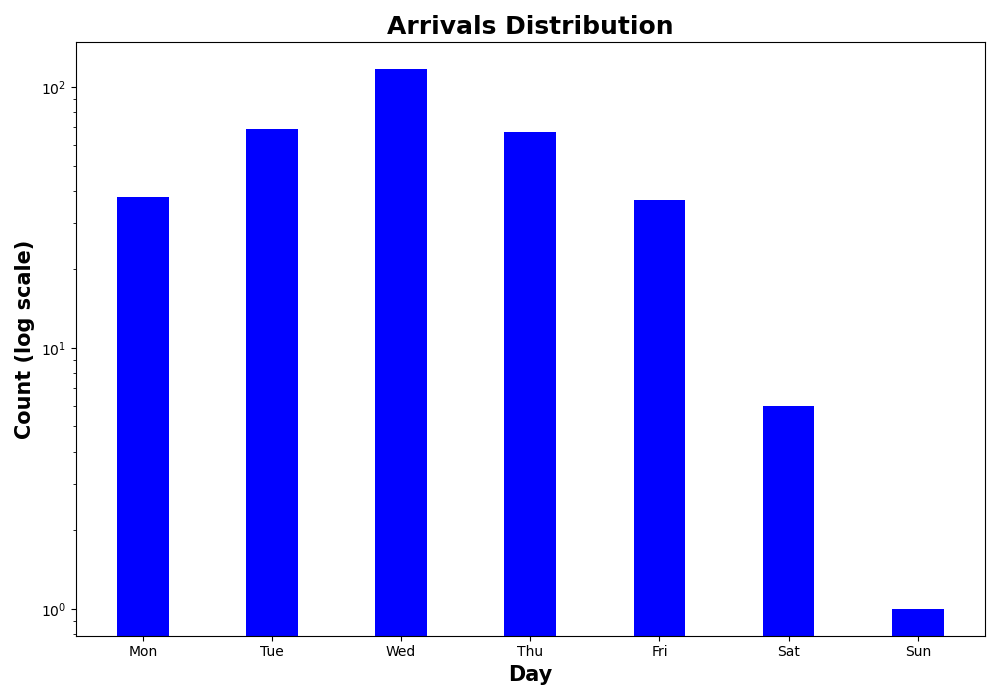 Arrivals Distribution
Count (log scale)
10²
10¹
10⁰
Mon Tue Wed Thu Fri Sat Sun
Day